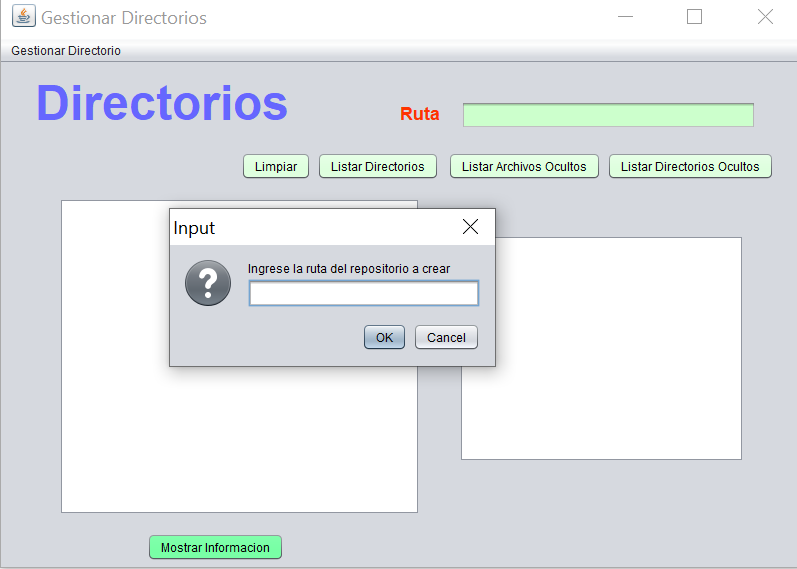 Gestionar Directorios
Gestionar Directorio
Directorios
Ruta
Limpiar
Listar Directorios
Listar Archivos Ocultos
Listar Directorios Ocultos
Input
Ingrese la ruta del repositorio a crear
OK
Cancel
Mostrar Informacion